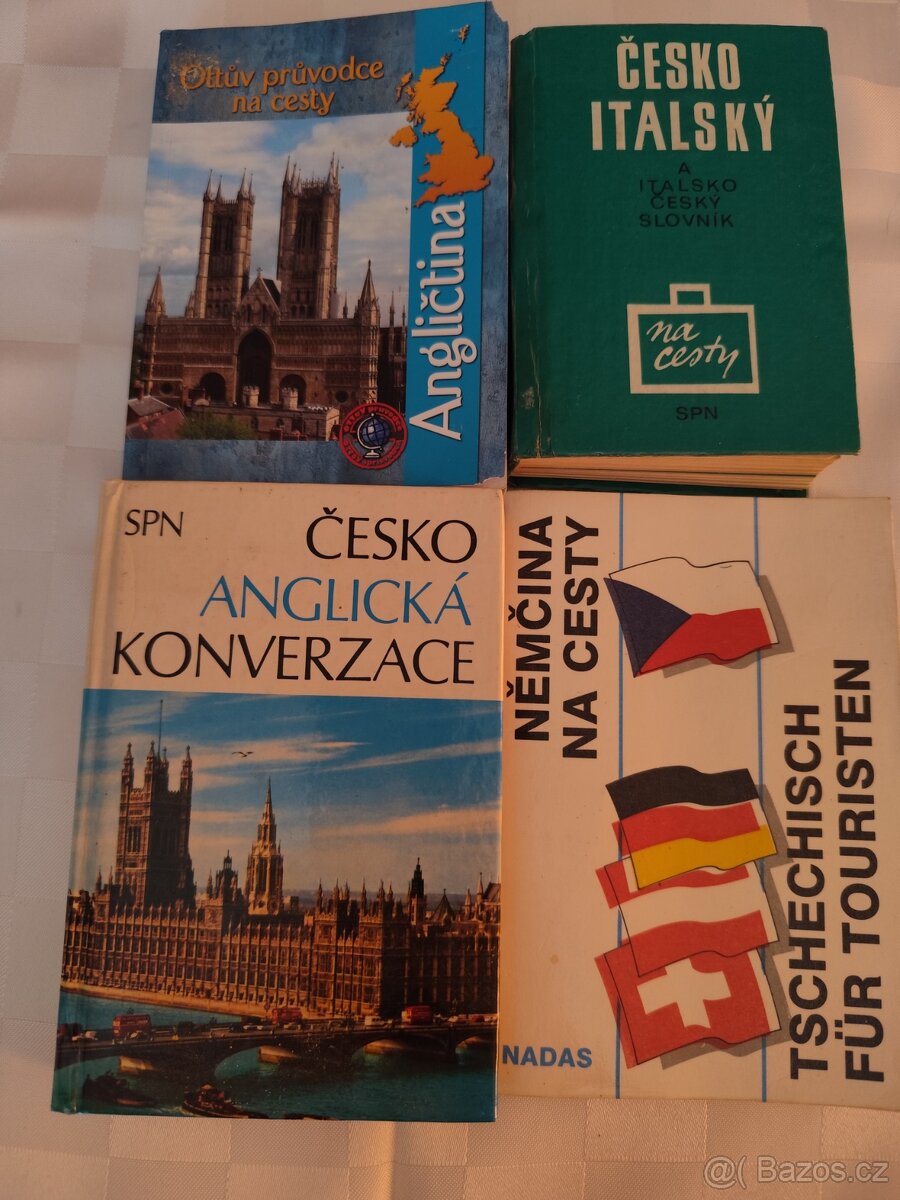 Ottův průvodce
na cesty
Angličtina
ČESKO
ITALSKÝ
A
ITALSKO
ČESKÝ
SLOVNÍK
na
cesty
SPN
SPN
ČESKO
ANGLICKÁ
KONVERZACE
NĚMČINA
NA CESTY
TSCHECHISCH
FÜR TOURISTEN
NADAS
@( Bazos.cz